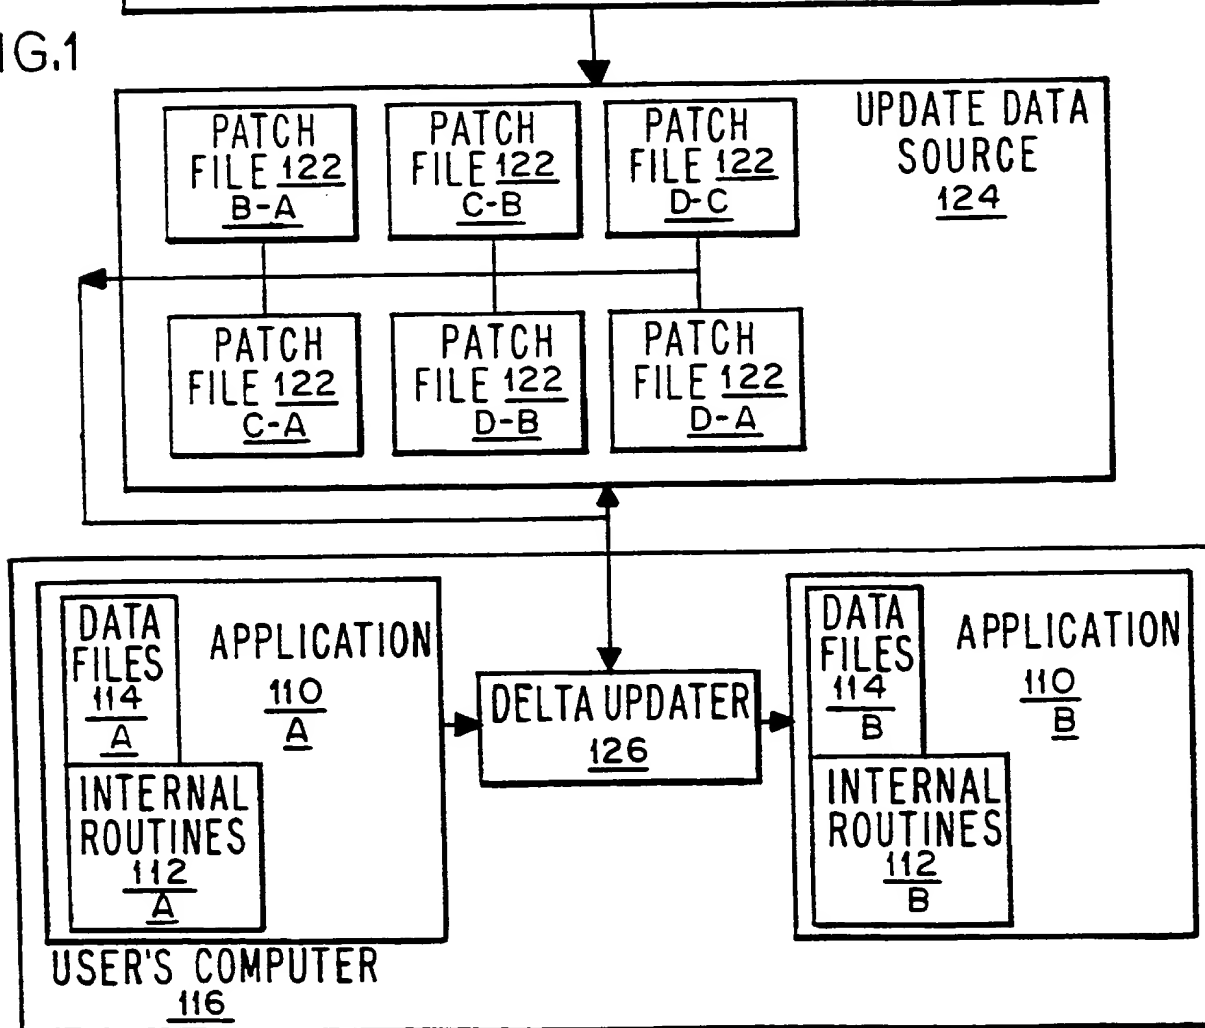 IG.1
PATCH
FILE 122
B-A
PATCH
FILE 122
C-B
PATCH
FILE 122
D-C
UPDATE DATA
SOURCE
124
PATCH
FILE 122
C-A
PATCH
FILE 122
D-B
PATCH
FILE 122
D-A
DATA
FILES
114
A
APPLICATION
110
A
INTERNAL
ROUTINES
112
A
DELTA UPDATER
126
DATA
FILES
114
B
APPLICATION
110
B
INTERNAL
ROUTINES
112
B
USER'S COMPUTER
116